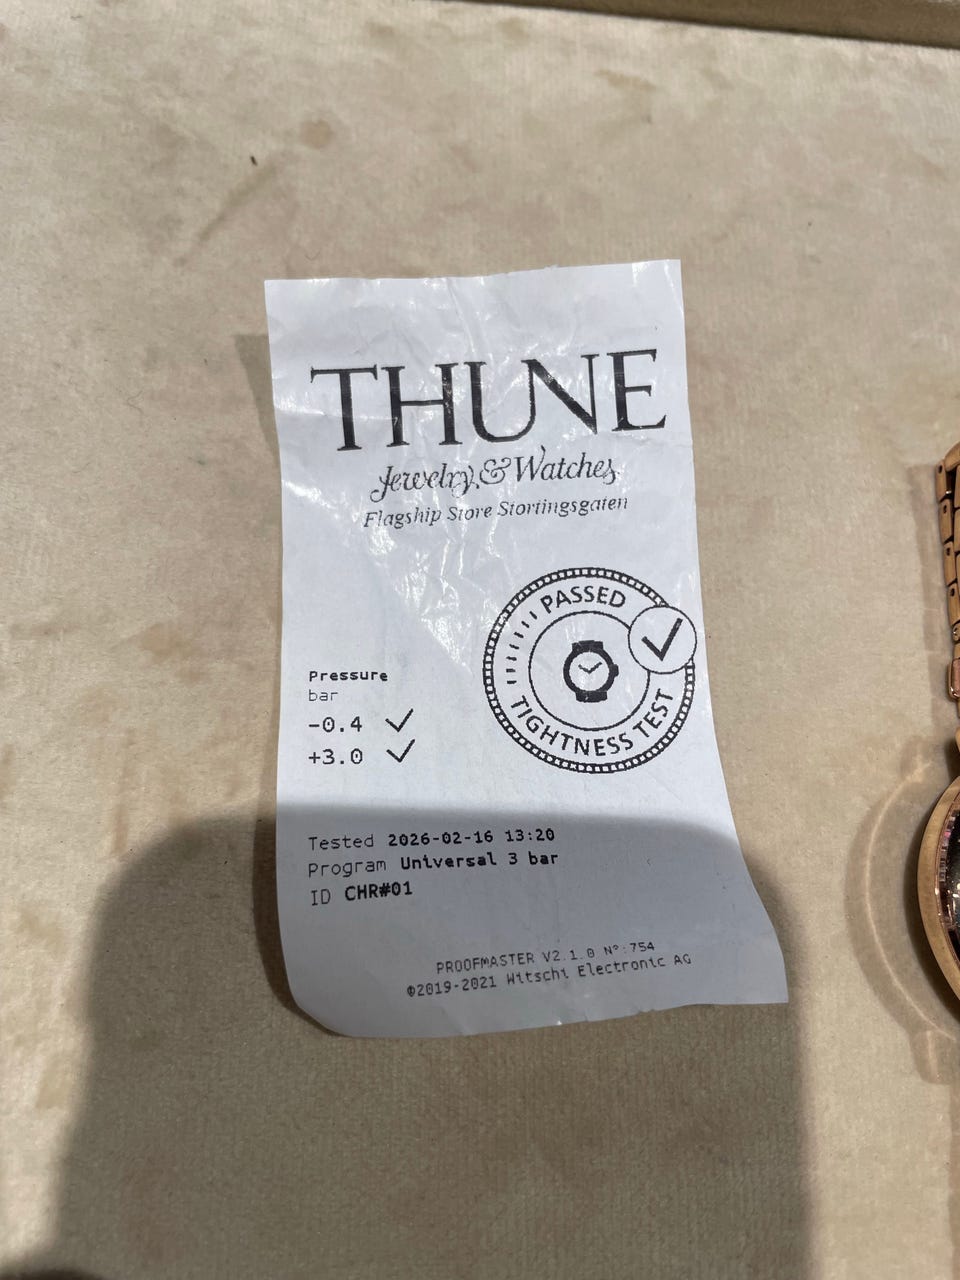 THUNE
Jewelry & Watches
Flagship Store Stortingsgaten
PASSED
TIGHTNESS TEST
Pressure
bar
-0.4 ✓
+3.0 ✓
Tested 2026-02-16 13:20
Program Universal 3 bar
ID CHR#01
PROOFMASTER V2.1.0 N°:754
©2019-2021 Witschi Electronic AG